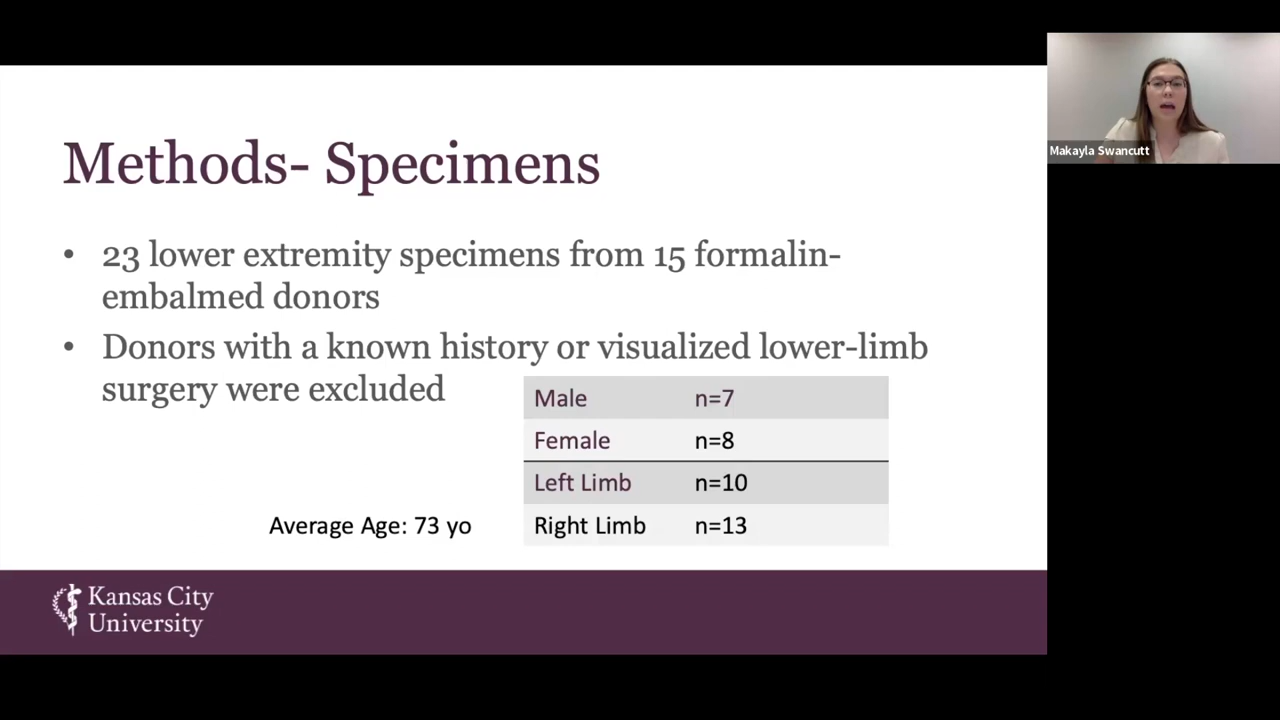 Methods- Specimens
• 23 lower extremity specimens from 15 formalin-
embalmed donors
• Donors with a known history or visualized lower-limb
surgery were excluded
Male n=7
Female n=8
Left Limb n=10
Right Limb n=13
Average Age: 73 yo
Kansas City
University
Makayla Swancutt